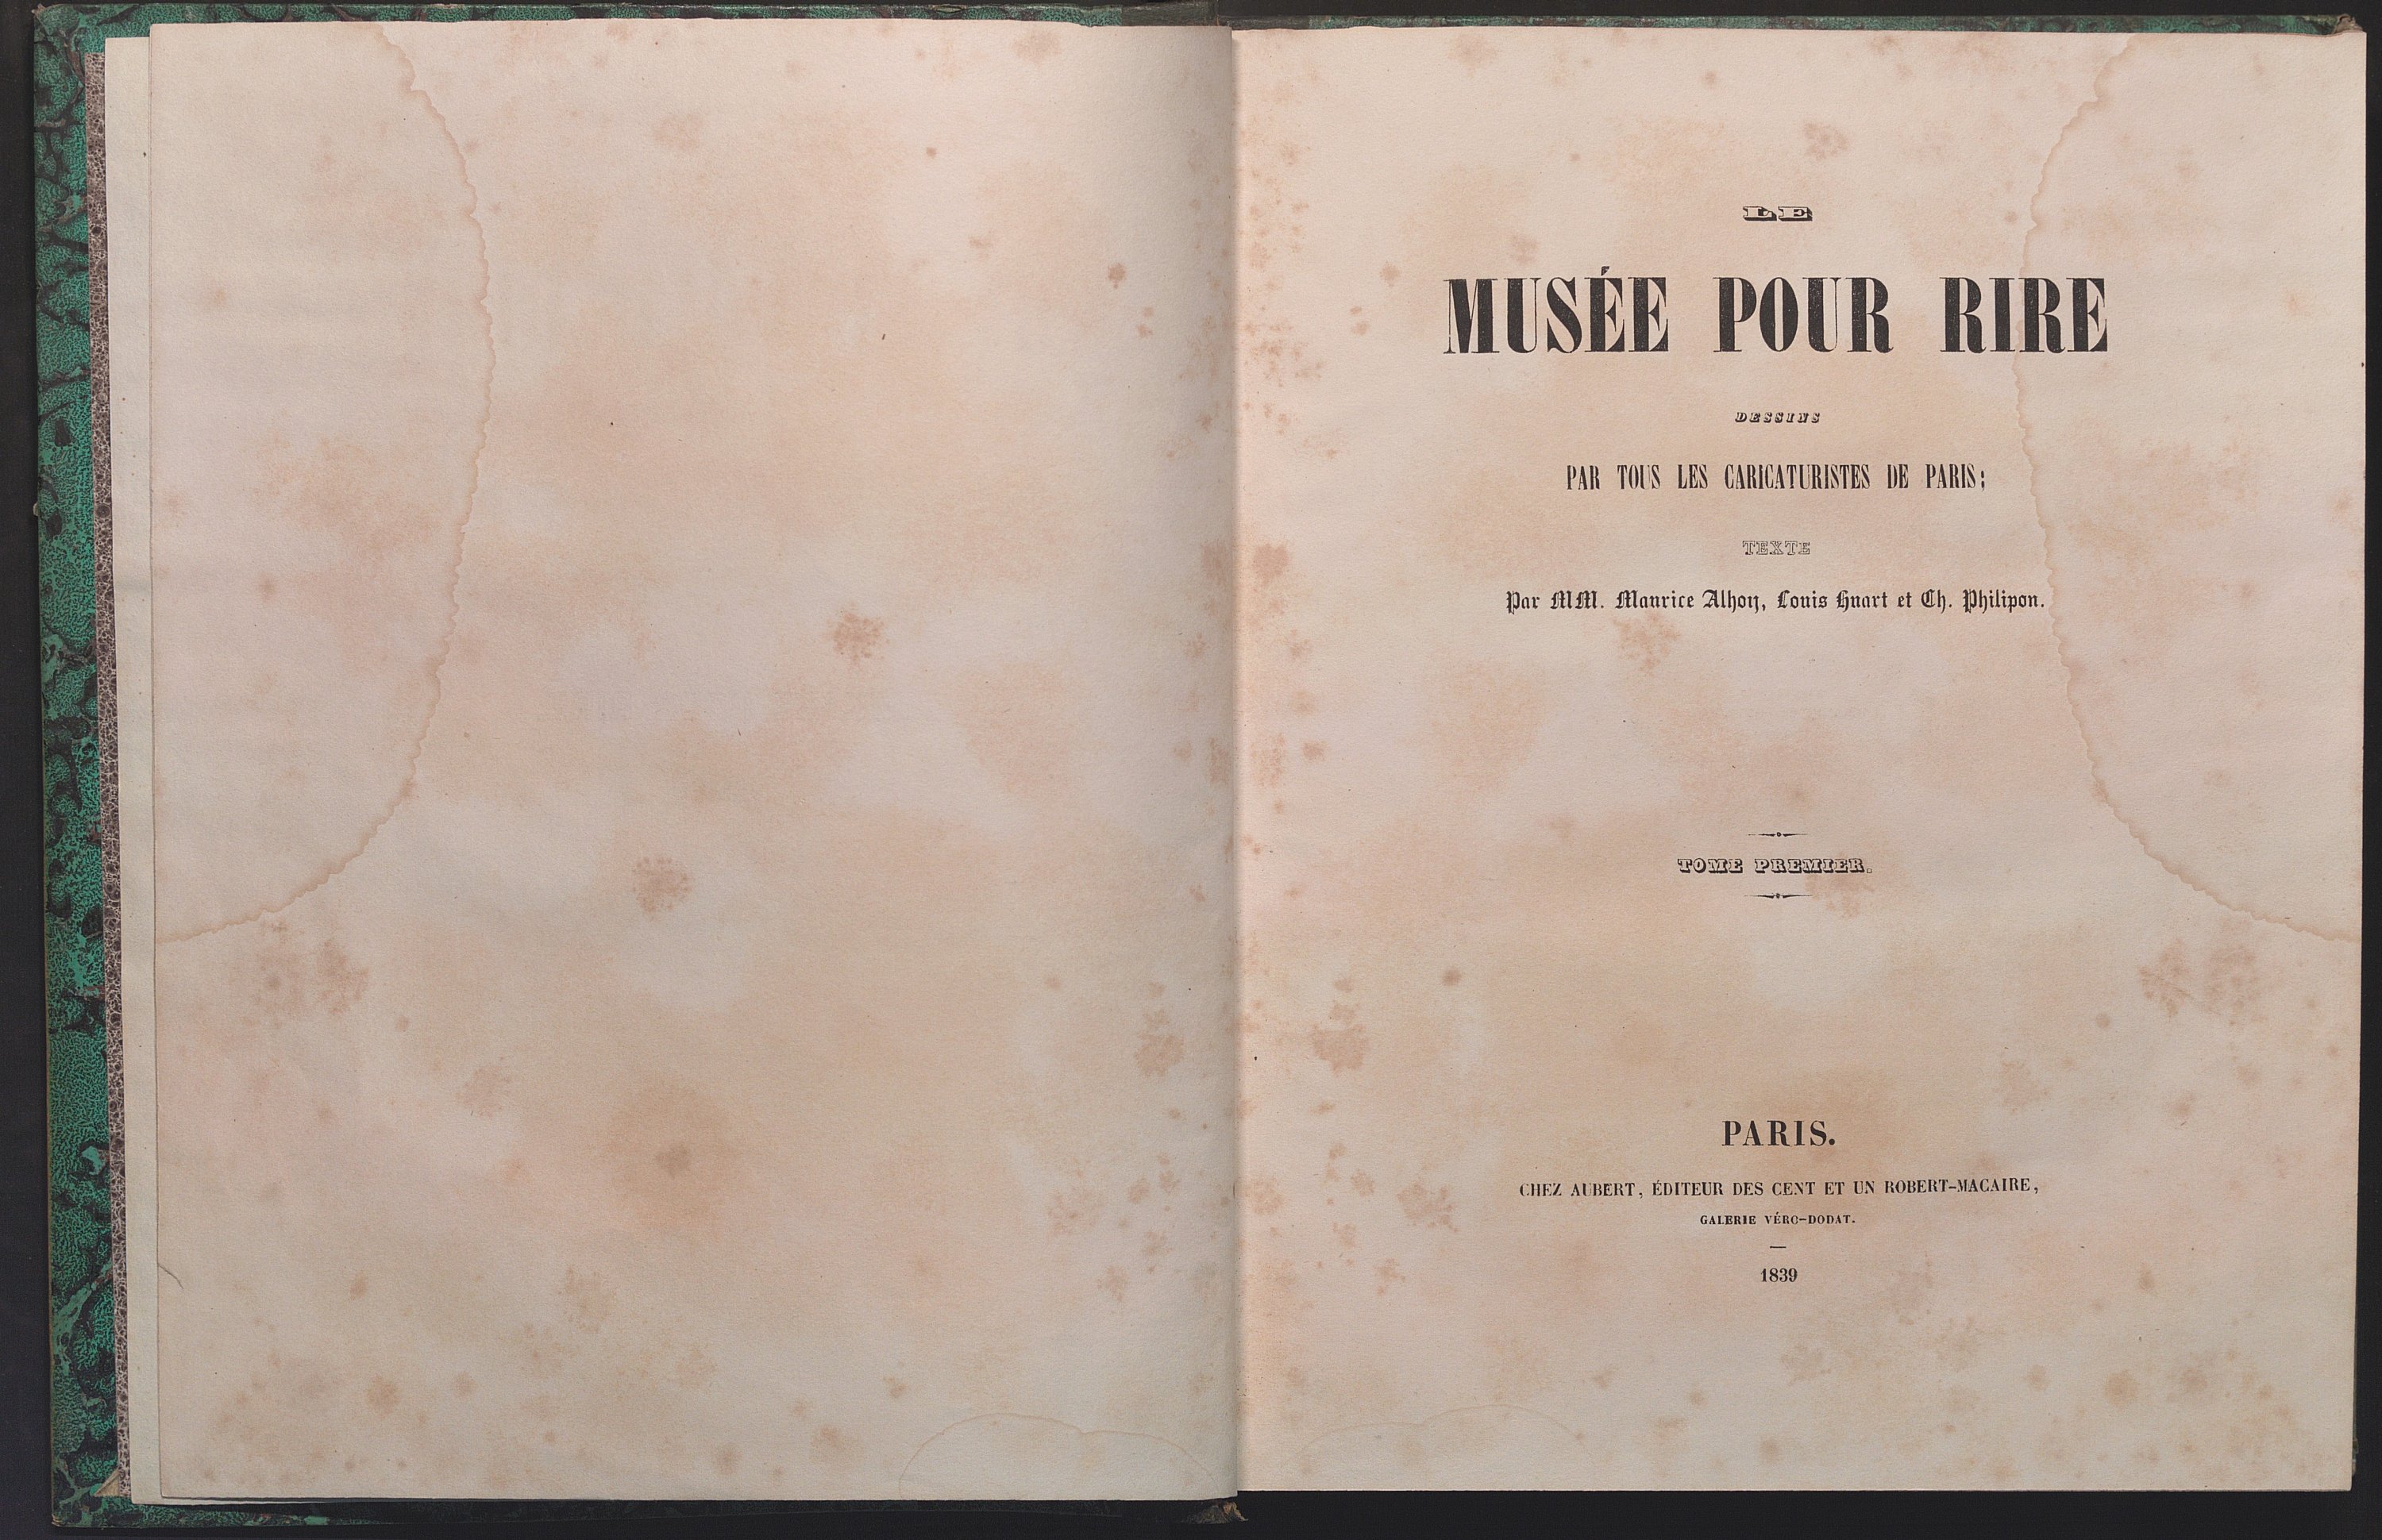 LE
MUSÉE POUR RIRE
DESSINS
PAR TOUS LES CARICATURISTES DE PARIS;
TEXTE
Par MM. Maurice Alhoy, Louis Huart et Ch. Philipon.
TOME PREMIER.
PARIS.
CHEZ AUBERT, ÉDITEUR DES CENT ET UN ROBERT-MACAIRE,
GALERIE VÉRO-DODAT.
1839